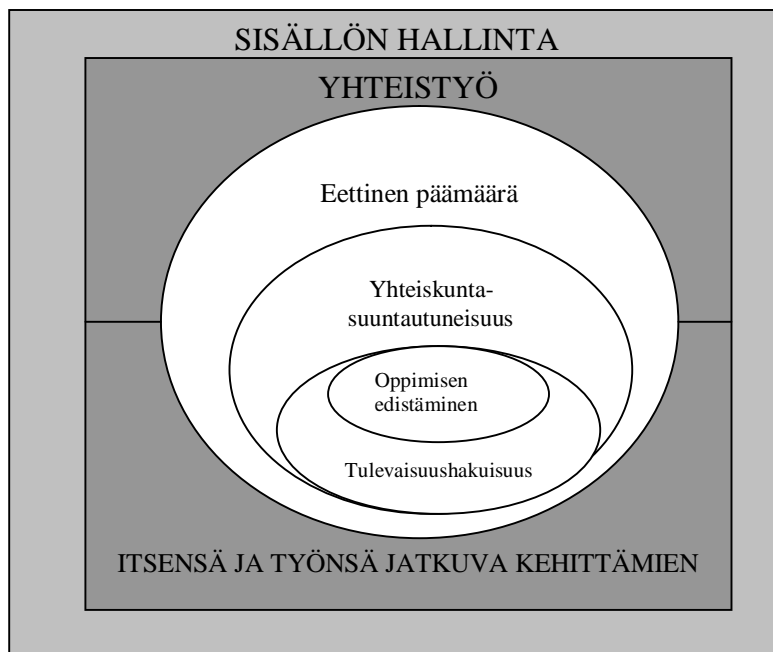 SISÄLLÖN HALLINTA
YHTEISTYÖ
Eettinen päämäärä
Yhteiskunta-
suuntautuneisuus
Oppimisen
edistäminen
Tulevaisuushakuisuus
ITSENSÄ JA TYÖNSÄ JATKUVA KEHITTÄMIEN